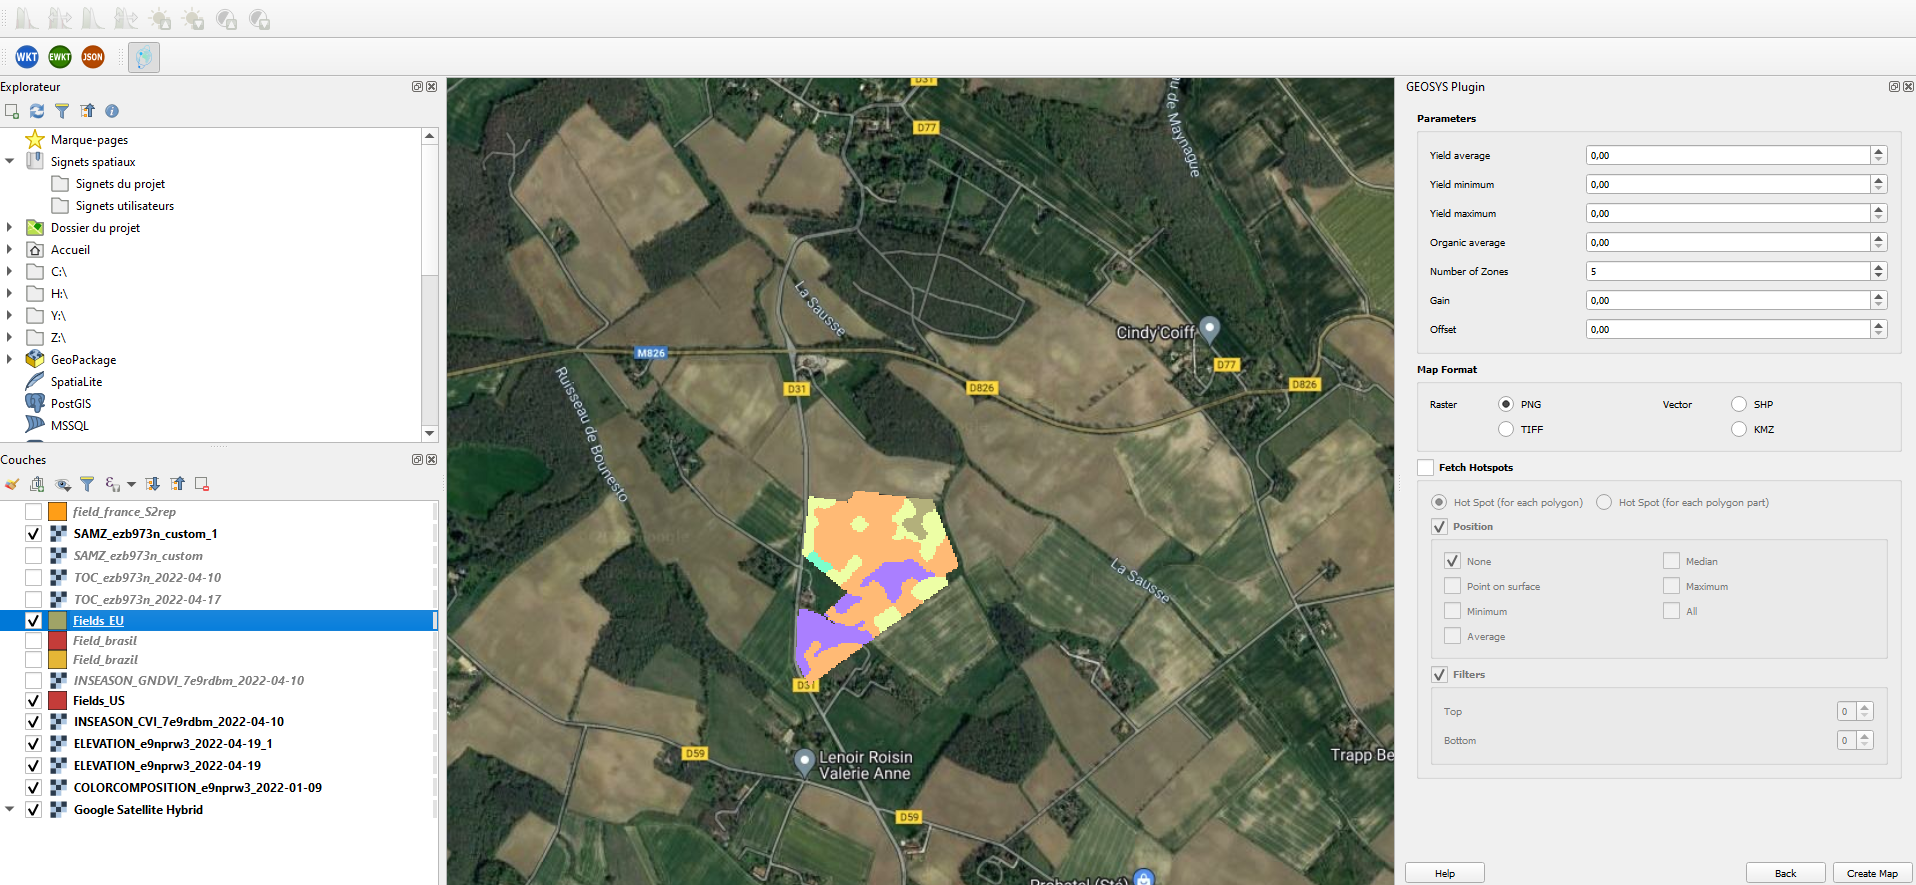 WKT EWKT JSON
Explorateur
Marque-pages
Signets spatiaux
Signets du projet
Signets utilisateurs
Dossier du projet
Accueil
C:\
H:\
Y:\
Z:\
GeoPackage
SpatiaLite
PostGIS
MSSQL
Couches
field_france_S2rep
SAMZ_ezb973n_custom_1
SAMZ_ezb973n_custom
TOC_ezb973n_2022-04-10
TOC_ezb973n_2022-04-17
Fields_EU
Field_brasil
Field_brazil
INSEASON_GNDVI_7e9rdbm_2022-04-10
Fields_US
INSEASON_CVI_7e9rdbm_2022-04-10
ELEVATION_e9nprw3_2022-04-19_1
ELEVATION_e9nprw3_2022-04-19
COLORCOMPOSITION_e9nprw3_2022-01-09
Google Satellite Hybrid
D31
D77
u de Maynague
La Sausse
Cindy'Coiff
M826
D77
D31
D826
D826
Ruisseau de Bounesto
La Sausse
D31
D59
Lenoir Roisin
Valerie Anne
Trapp Be
D59
Probatel (Sté)
GEOSYS Plugin
Parameters
Yield average 0,00
Yield minimum 0,00
Yield maximum 0,00
Organic average 0,00
Number of Zones 5
Gain 0,00
Offset 0,00
Map Format
Raster PNG Vector SHP
TIFF KMZ
Fetch Hotspots
Hot Spot (for each polygon) Hot Spot (for each polygon part)
Position
None Median
Point on surface Maximum
Minimum All
Average
Filters
Top 0
Bottom 0
Help Back Create Map